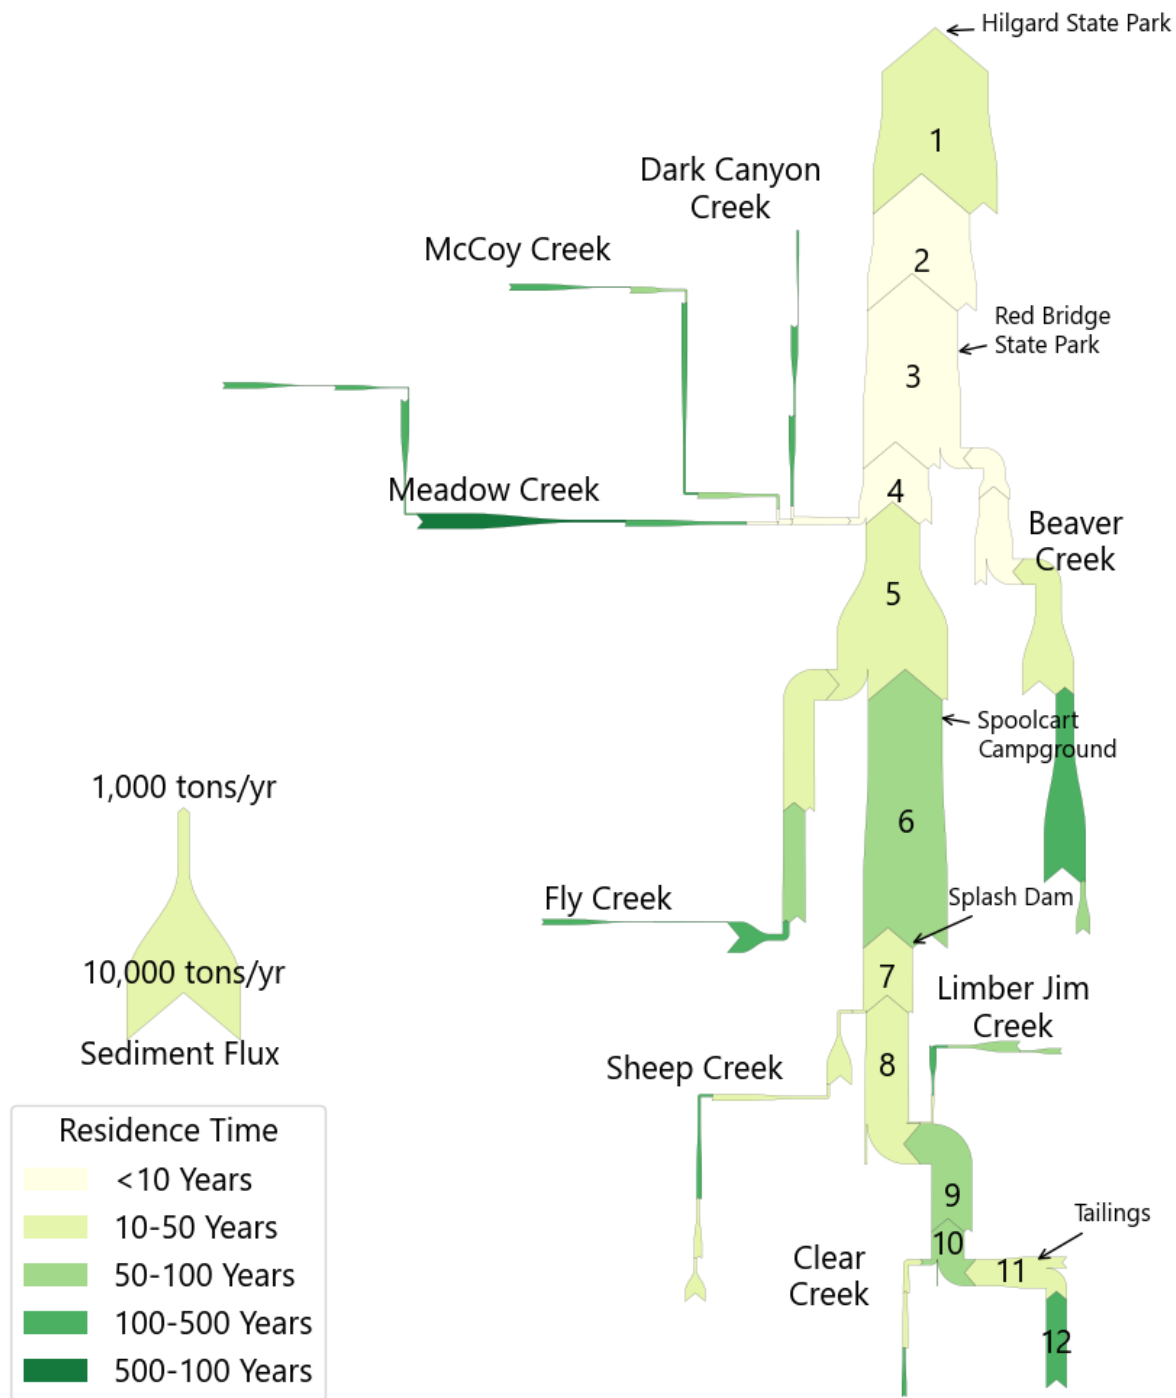 Hilgard State Park
1
Dark Canyon
Creek
McCoy Creek
2
Red Bridge
State Park
3
Meadow Creek
4
Beaver
Creek
5
Spoolcart
Campground
1,000 tons/yr
6
Fly Creek
Splash Dam
10,000 tons/yr
7
Limber Jim
Creek
Sediment Flux
Sheep Creek
8
Residence Time
<10 Years
10-50 Years
50-100 Years
100-500 Years
500-100 Years
9
Tailings
10
Clear
Creek
11
12